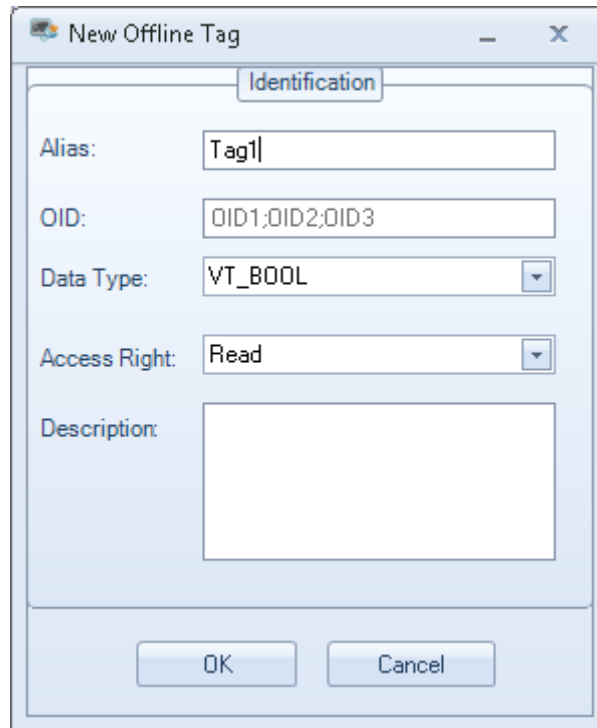 New Offline Tag
Identification
Alias: Tag1
OID: OID1;OID2;OID3
Data Type: VT_BOOL
Access Right: Read
Description:
OK Cancel